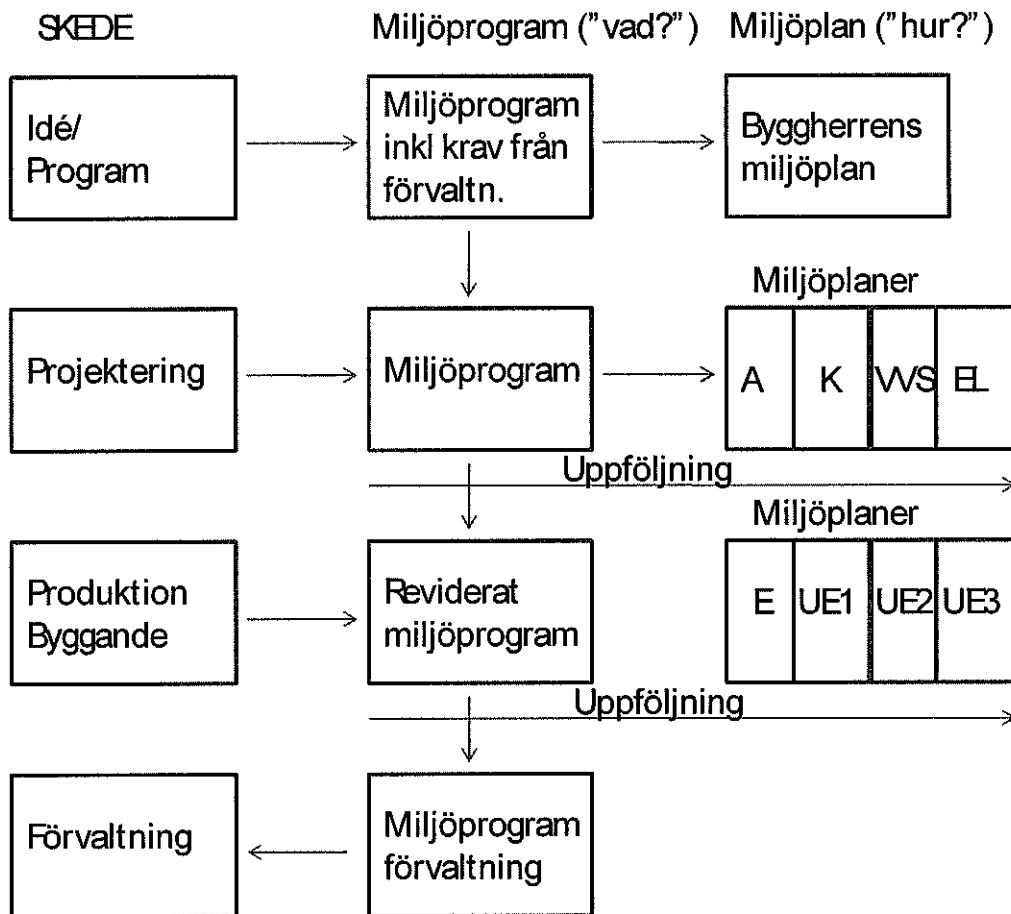 SKEDE
Miljöprogram ("vad?")
Miljöplan ("hur?")
Idé/
Program
Miljöprogram
inkl krav från
förvaltn.
Byggherrens
miljöplan
Projektering
Miljöprogram
Miljöplaner
A K VVS EL
Uppföljning
Produktion
Byggande
Reviderat
miljöprogram
Miljöplaner
E UE1 UE2 UE3
Uppföljning
Förvaltning
Miljöprogram
förvaltning